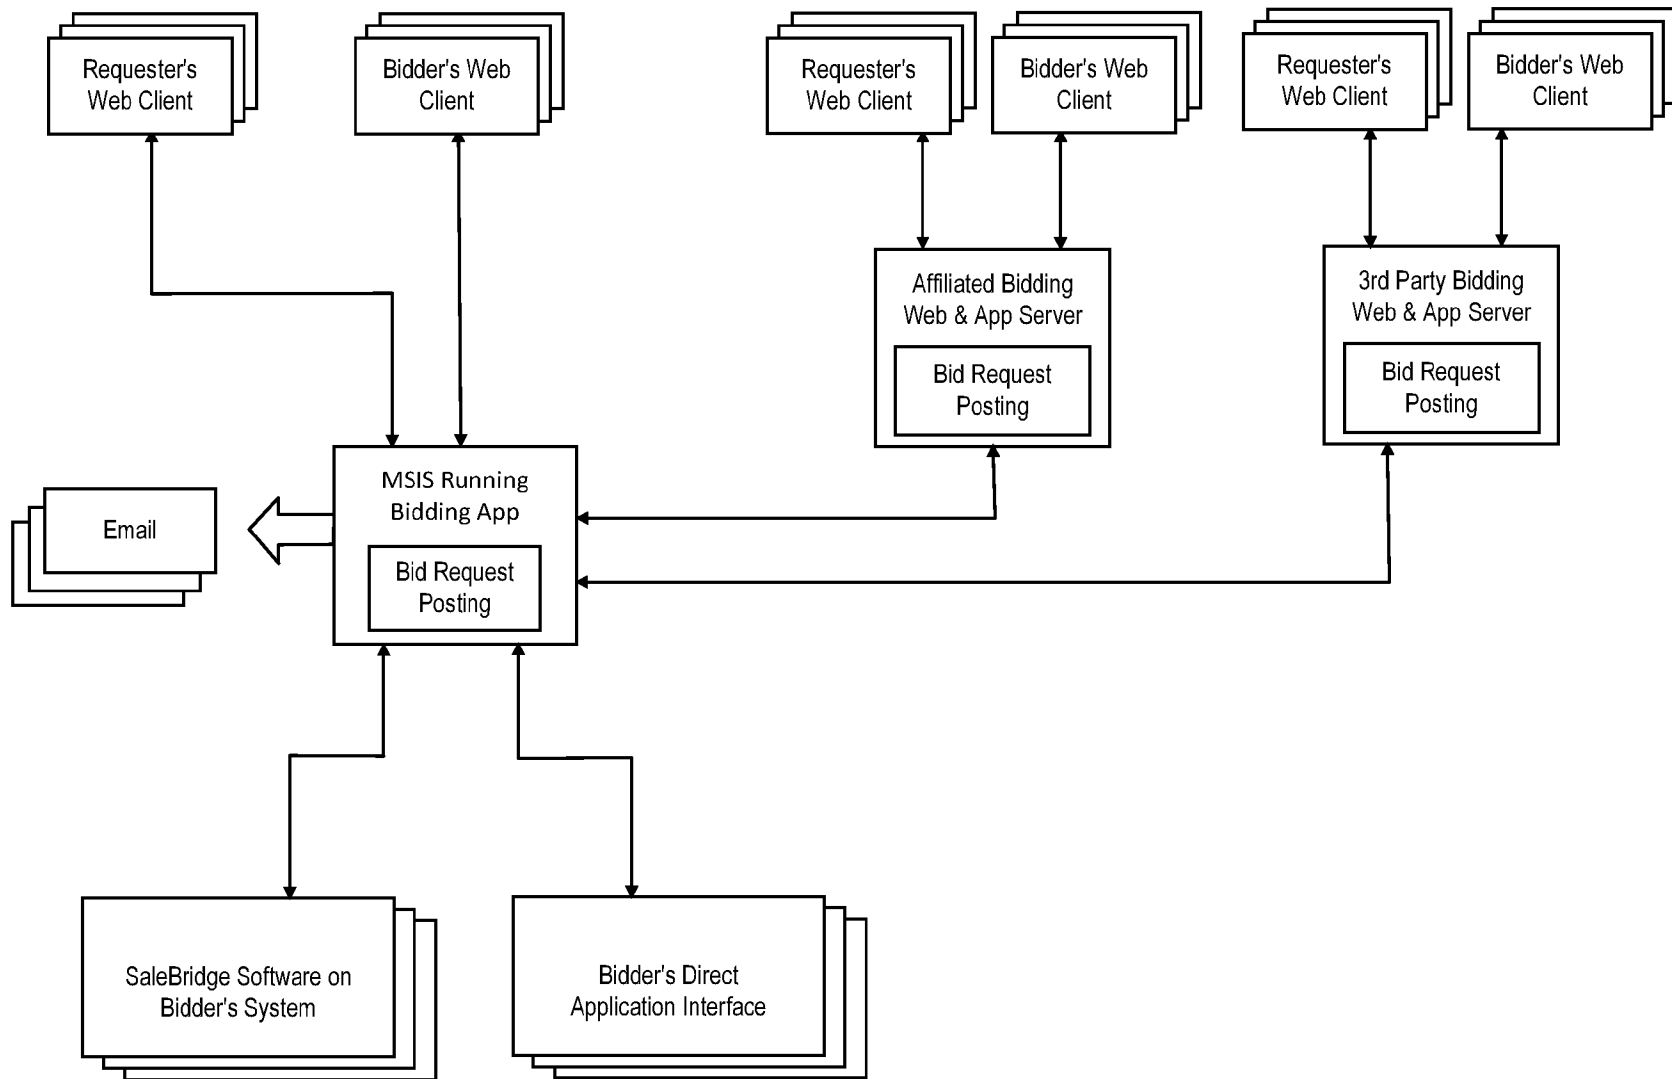 Requester's
Web Client
Bidder's Web
Client
Requester's
Web Client
Bidder's Web
Client
Requester's
Web Client
Bidder's Web
Client
Affiliated Bidding
Web & App Server
Bid Request
Posting
3rd Party Bidding
Web & App Server
Bid Request
Posting
MSIS Running
Bidding App
Bid Request
Posting
Email
SaleBridge Software on
Bidder's System
Bidder's Direct
Application Interface